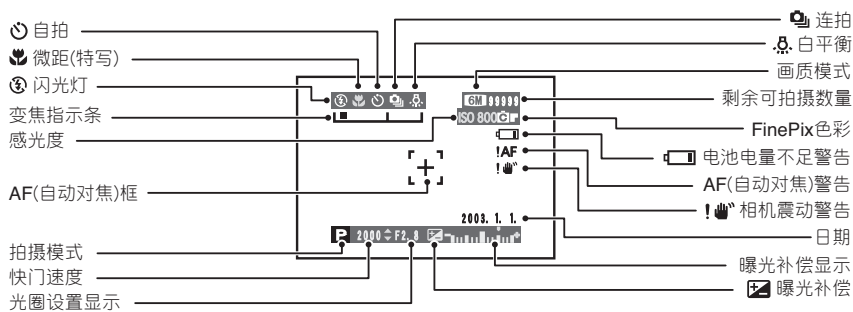 自拍
微距(特写)
闪光灯
变焦指示条
感光度
AF(自动对焦)框
拍摄模式
快门速度
光圈设置显示
6M 99999
ISO 800
!AF
!
2003. 1. 1.
P 2000 F2.8
连拍
白平衡
画质模式
剩余可拍摄数量
FinePix色彩
电池电量不足警告
AF(自动对焦)警告
!相机震动警告
日期
曝光补偿显示
曝光补偿